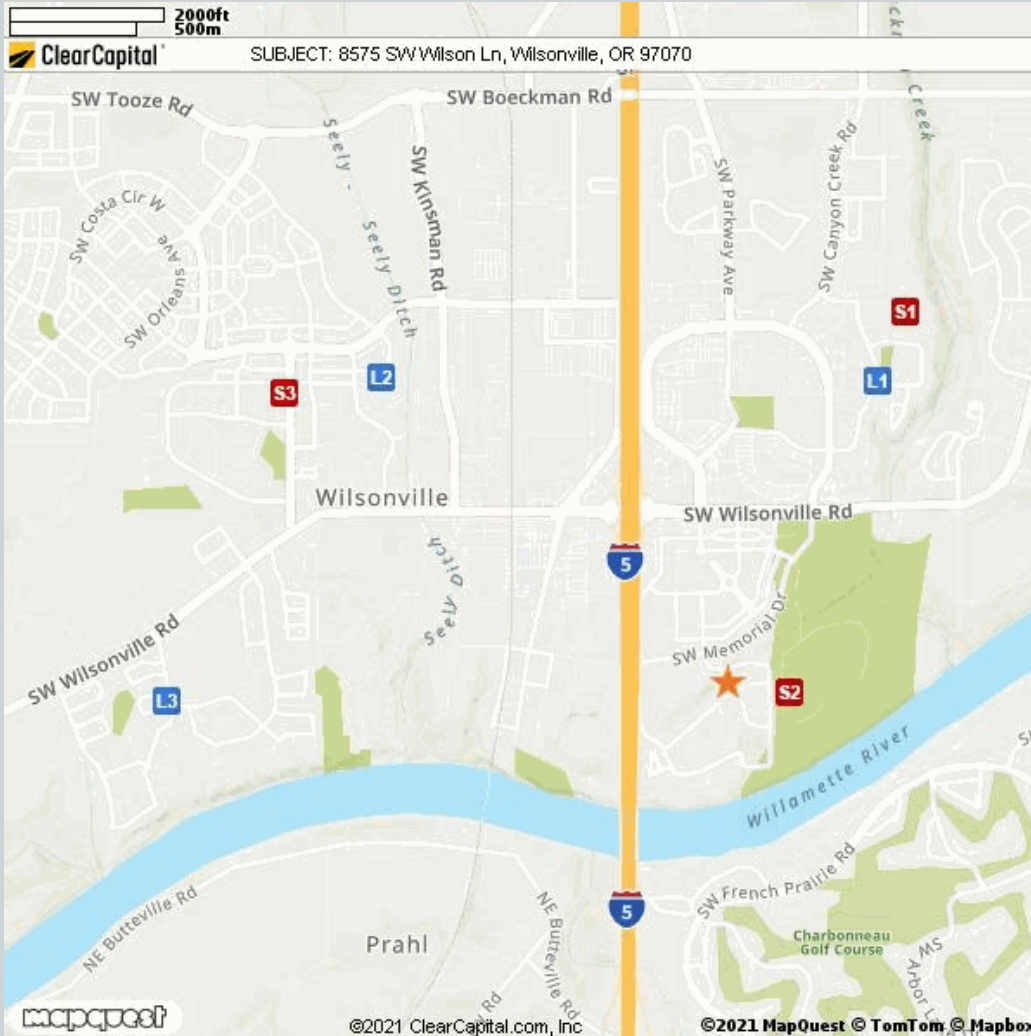 2000ft
500m
ClearCapital
SUBJECT: 8575 SW Wilson Ln, Wilsonville, OR 97070
SW Tooze Rd
SW Boeckman Rd
Creek
Seely - Seely Ditch
SW Kinsman Rd
SW Parkway Ave
SW Canyon Creek Rd
SW Costa Cir W
SW Orleans Ave
S1
L2
L1
S3
Wilsonville
SW Wilsonville Rd
5
Seely Ditch
SW Memorial Dr
SW Wilsonville Rd
S2
L3
Willamette River
SW French Prairie Rd
5
NE Butteville Rd
NE Butteville Rd
Prahl
Charbonneau
Golf Course
MS
Arbor
Rd
mapquest
©2021 ClearCapital.com, Inc
©2021 MapQuest © TomTom © Mapbox